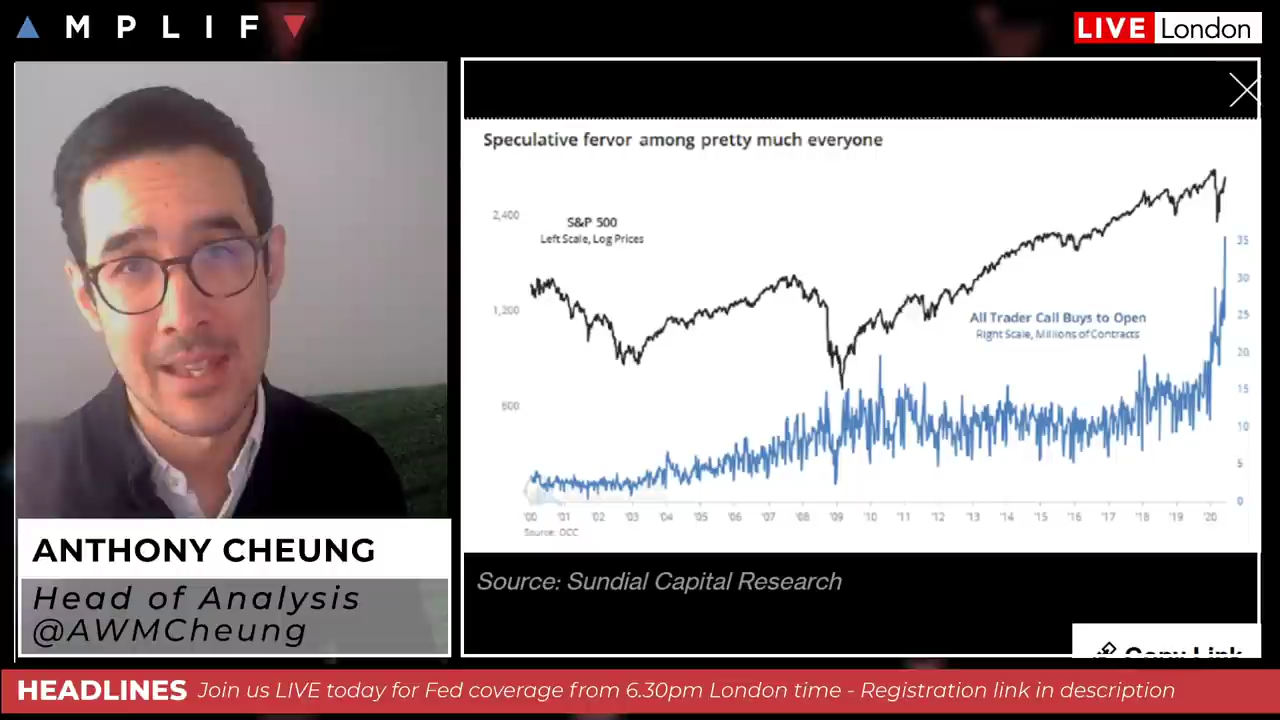 AMPLIFY
LIVE London
Speculative fervor among pretty much everyone
S&P 500
Left Scale, Log Prices
2,400
1,200
600
All Trader Call Buys to Open
Right Scale, Millions of Contracts
35
30
25
20
15
10
5
0
'00 '01 '02 '03 '04 '05 '06 '07 '08 '09 '10 '11 '12 '13 '14 '15 '16 '17 '18 '19 '20
Source: OCC
Source: Sundial Capital Research
Copy Link
ANTHONY CHEUNG
Head of Analysis
@AWMCheung
HEADLINES Join us LIVE today for Fed coverage from 6.30pm London time - Registration link in description